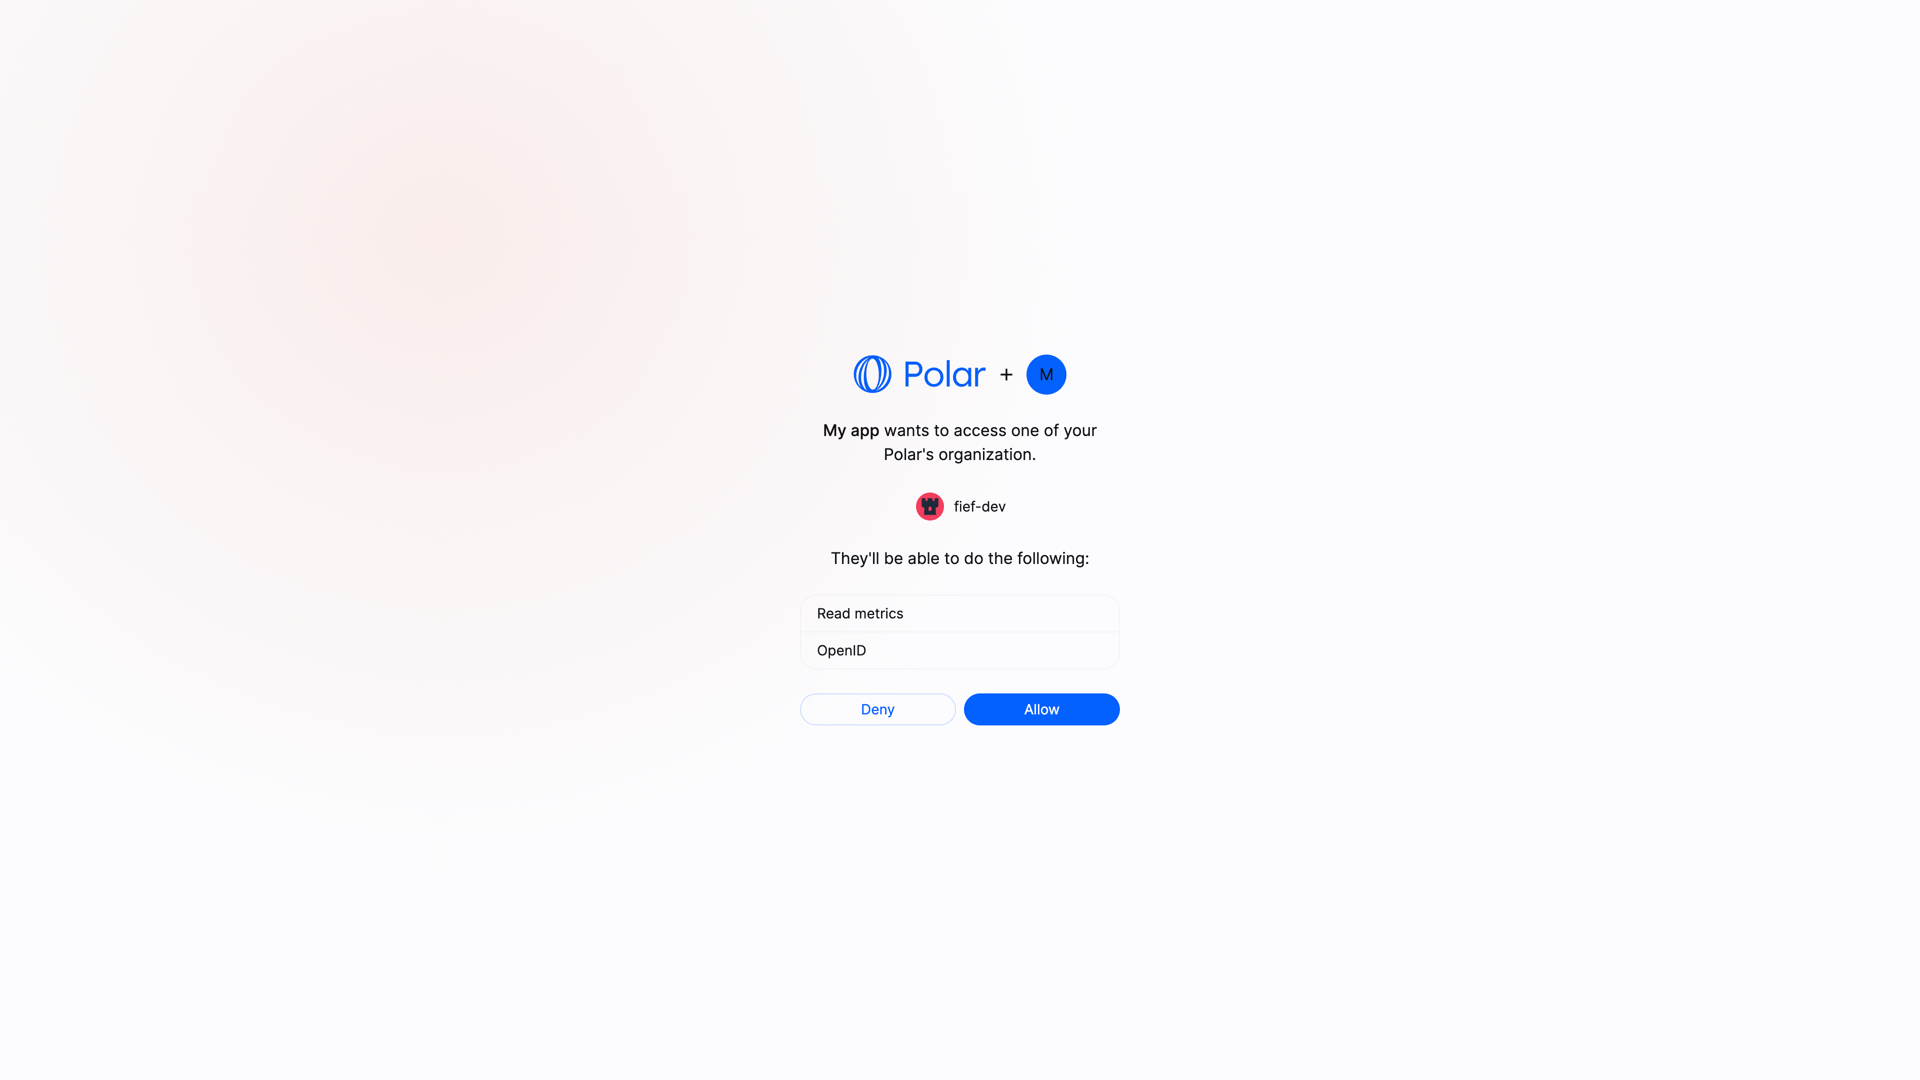 Polar + M
My app wants to access one of your
Polar's organization.
fief-dev
They'll be able to do the following:
Read metrics
OpenID
Deny
Allow